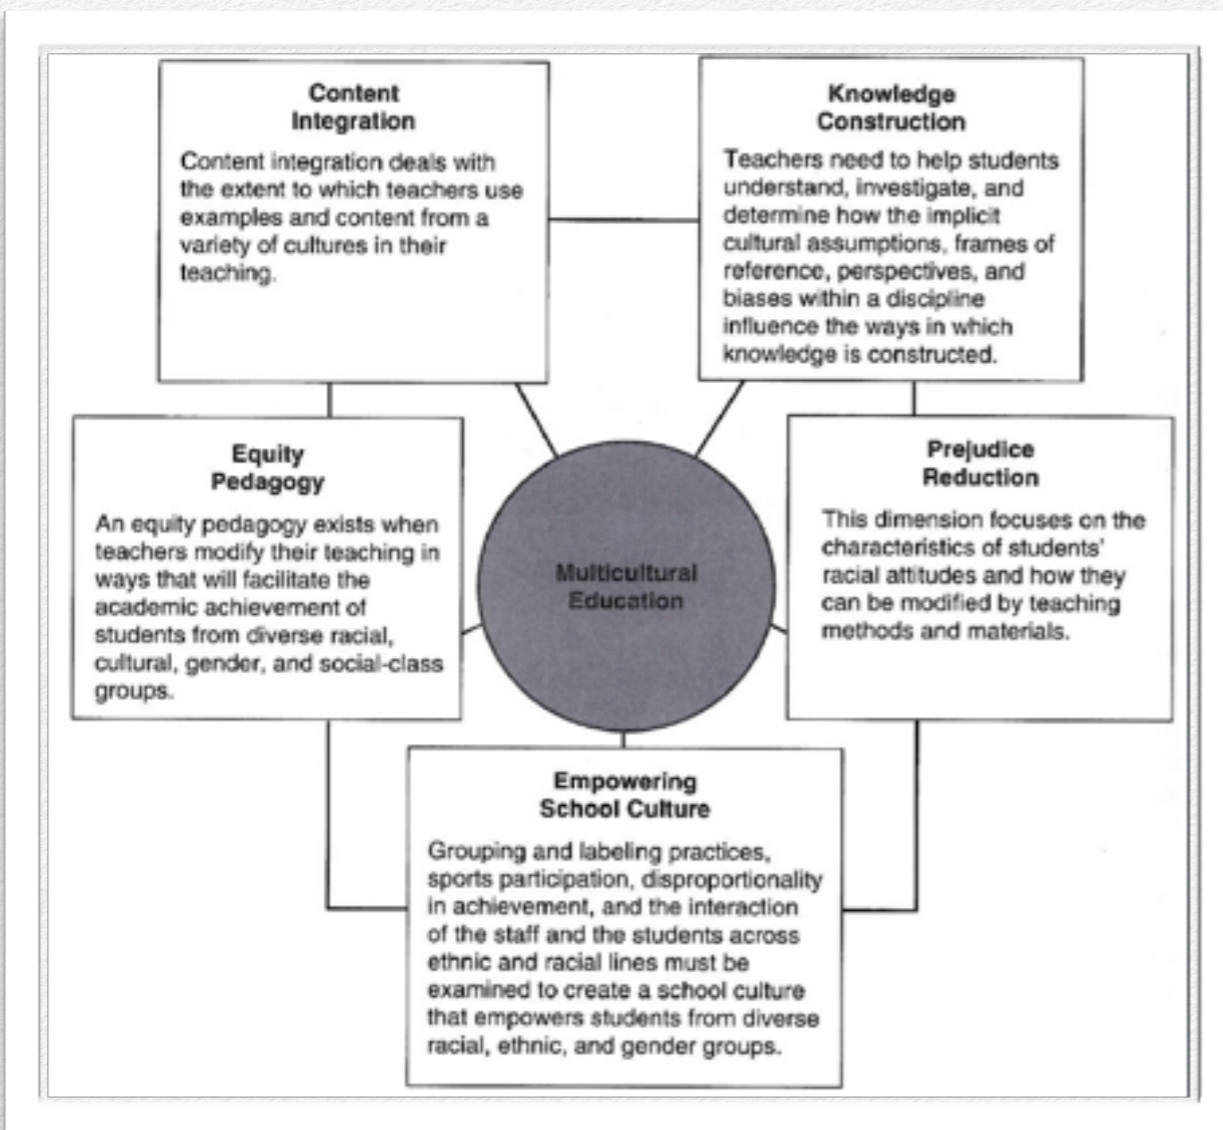 Content
Integration
Content integration deals with
the extent to which teachers use
examples and content from a
variety of cultures in their
teaching.
Knowledge
Construction
Teachers need to help students
understand, investigate, and
determine how the implicit
cultural assumptions, frames of
reference, perspectives, and
biases within a discipline
influence the ways in which
knowledge is constructed.
Equity
Pedagogy
An equity pedagogy exists when
teachers modify their teaching in
ways that will facilitate the
academic achievement of
students from diverse racial,
cultural, gender, and social-class
groups.
Multicultural
Education
Prejudice
Reduction
This dimension focuses on the
characteristics of students'
racial attitudes and how they
can be modified by teaching
methods and materials.
Empowering
School Culture
Grouping and labeling practices,
sports participation, disproportionality
in achievement, and the interaction
of the staff and the students across
ethnic and racial lines must be
examined to create a school culture
that empowers students from diverse
racial, ethnic, and gender groups.